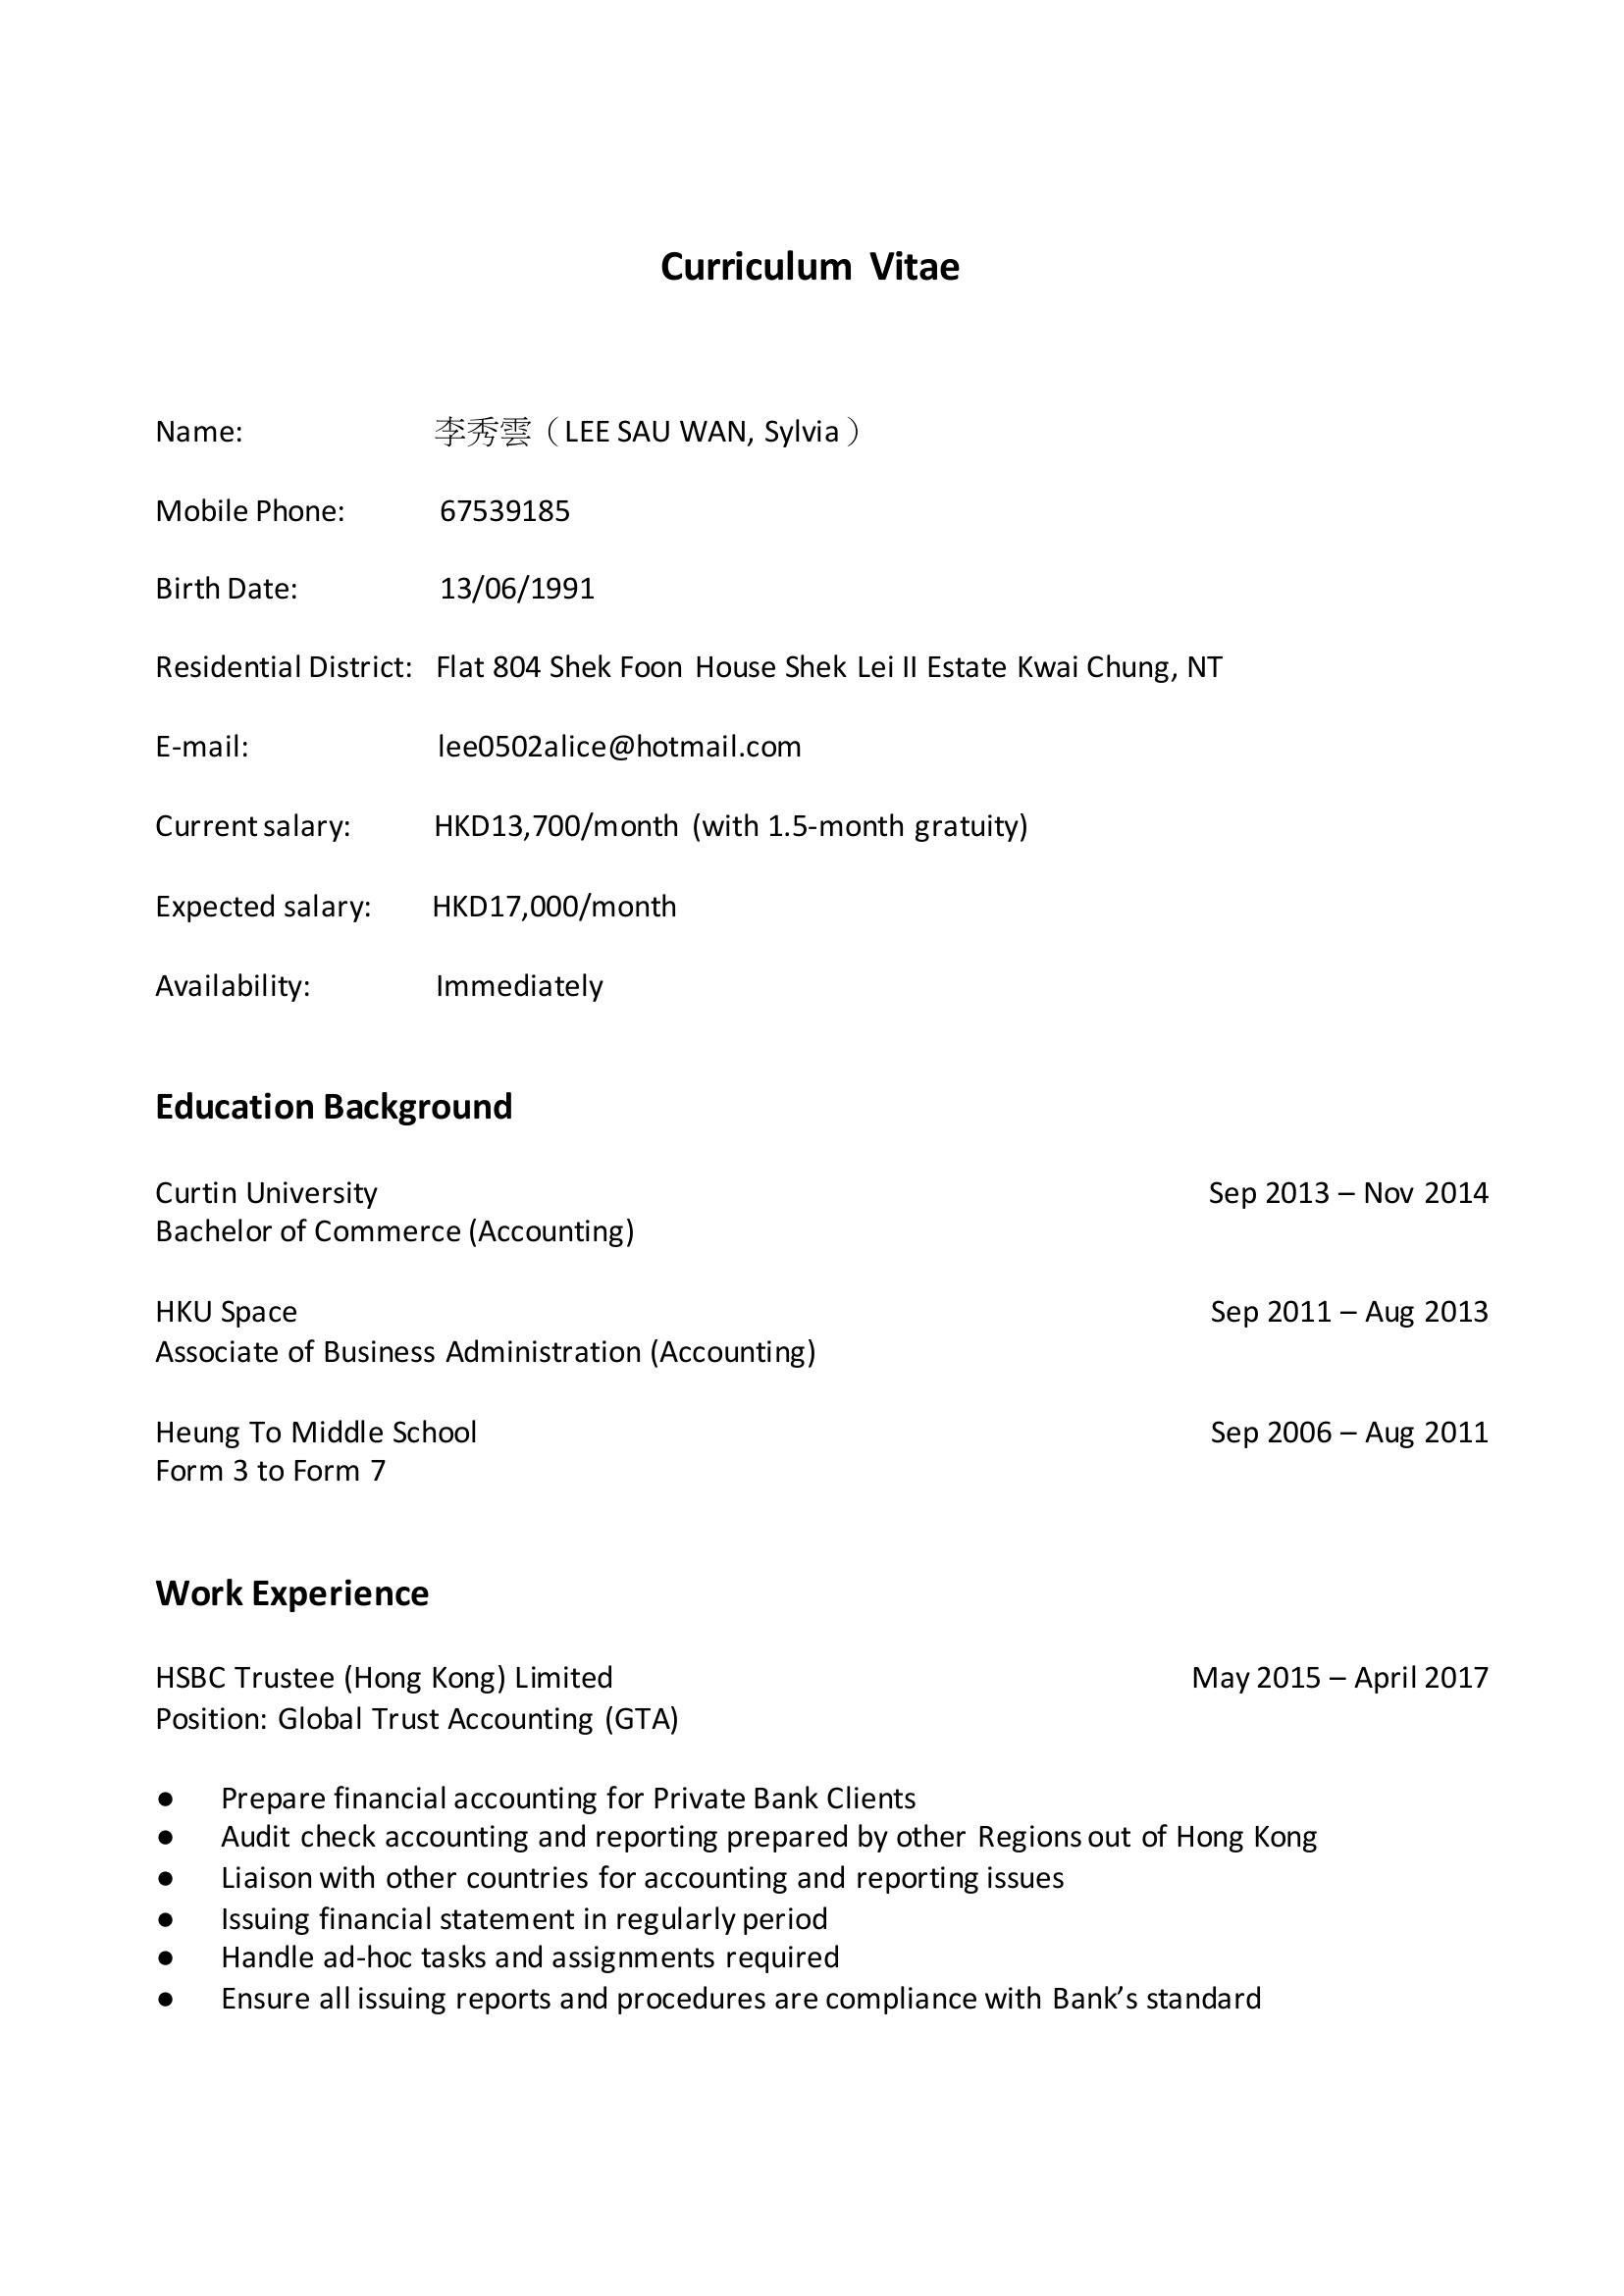 Curriculum Vitae
Name: 李秀雲（LEE SAU WAN, Sylvia）
Mobile Phone: 67539185
Birth Date: 13/06/1991
Residential District: Flat 804 Shek Foon House Shek Lei II Estate Kwai Chung, NT
E-mail: lee0502alice@hotmail.com
Current salary: HKD13,700/month (with 1.5-month gratuity)
Expected salary: HKD17,000/month
Availability: Immediately
Education Background
Curtin University Sep 2013 – Nov 2014
Bachelor of Commerce (Accounting)
HKU Space Sep 2011 – Aug 2013
Associate of Business Administration (Accounting)
Heung To Middle School Sep 2006 – Aug 2011
Form 3 to Form 7
Work Experience
HSBC Trustee (Hong Kong) Limited May 2015 – April 2017
Position: Global Trust Accounting (GTA)
● Prepare financial accounting for Private Bank Clients
● Audit check accounting and reporting prepared by other Regions out of Hong Kong
● Liaison with other countries for accounting and reporting issues
● Issuing financial statement in regularly period
● Handle ad-hoc tasks and assignments required
● Ensure all issuing reports and procedures are compliance with Bank’s standard